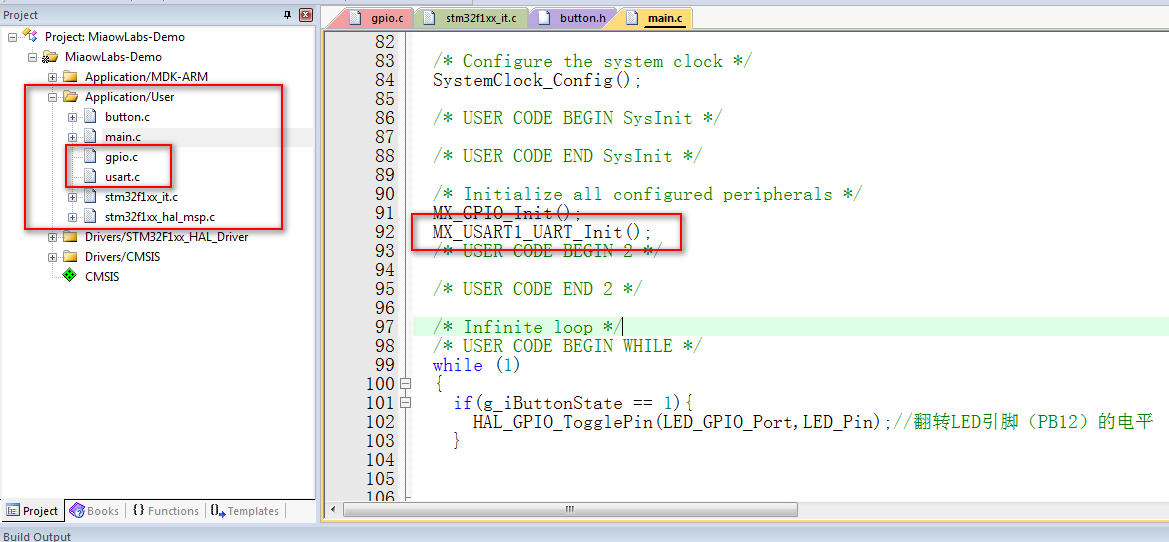 Project
Project: MiaowLabs-Demo
MiaowLabs-Demo
Application/MDK-ARM
Application/User
button.c
main.c
gpio.c
usart.c
stm32f1xx_it.c
stm32f1xx_hal_msp.c
Drivers/STM32F1xx_HAL_Driver
Drivers/CMSIS
CMSIS
Project Books {} Functions Templates
Build Output
gpio.c stm32f1xx_it.c button.h main.c
82
83 /* Configure the system clock */
84 SystemClock_Config();
85
86 /* USER CODE BEGIN SysInit */
87
88 /* USER CODE END SysInit */
89
90 /* Initialize all configured peripherals */
91 MX_GPIO_Init();
92 MX_USART1_UART_Init();
93 /* USER CODE BEGIN 2 */
94
95 /* USER CODE END 2 */
96
97 /* Infinite loop */
98 /* USER CODE BEGIN WHILE */
99 while (1)
100 {
101 if(g_iButtonState == 1){
102 HAL_GPIO_TogglePin(LED_GPIO_Port,LED_Pin);//翻转LED引脚（PB12）的电平
103 }
104
105
106